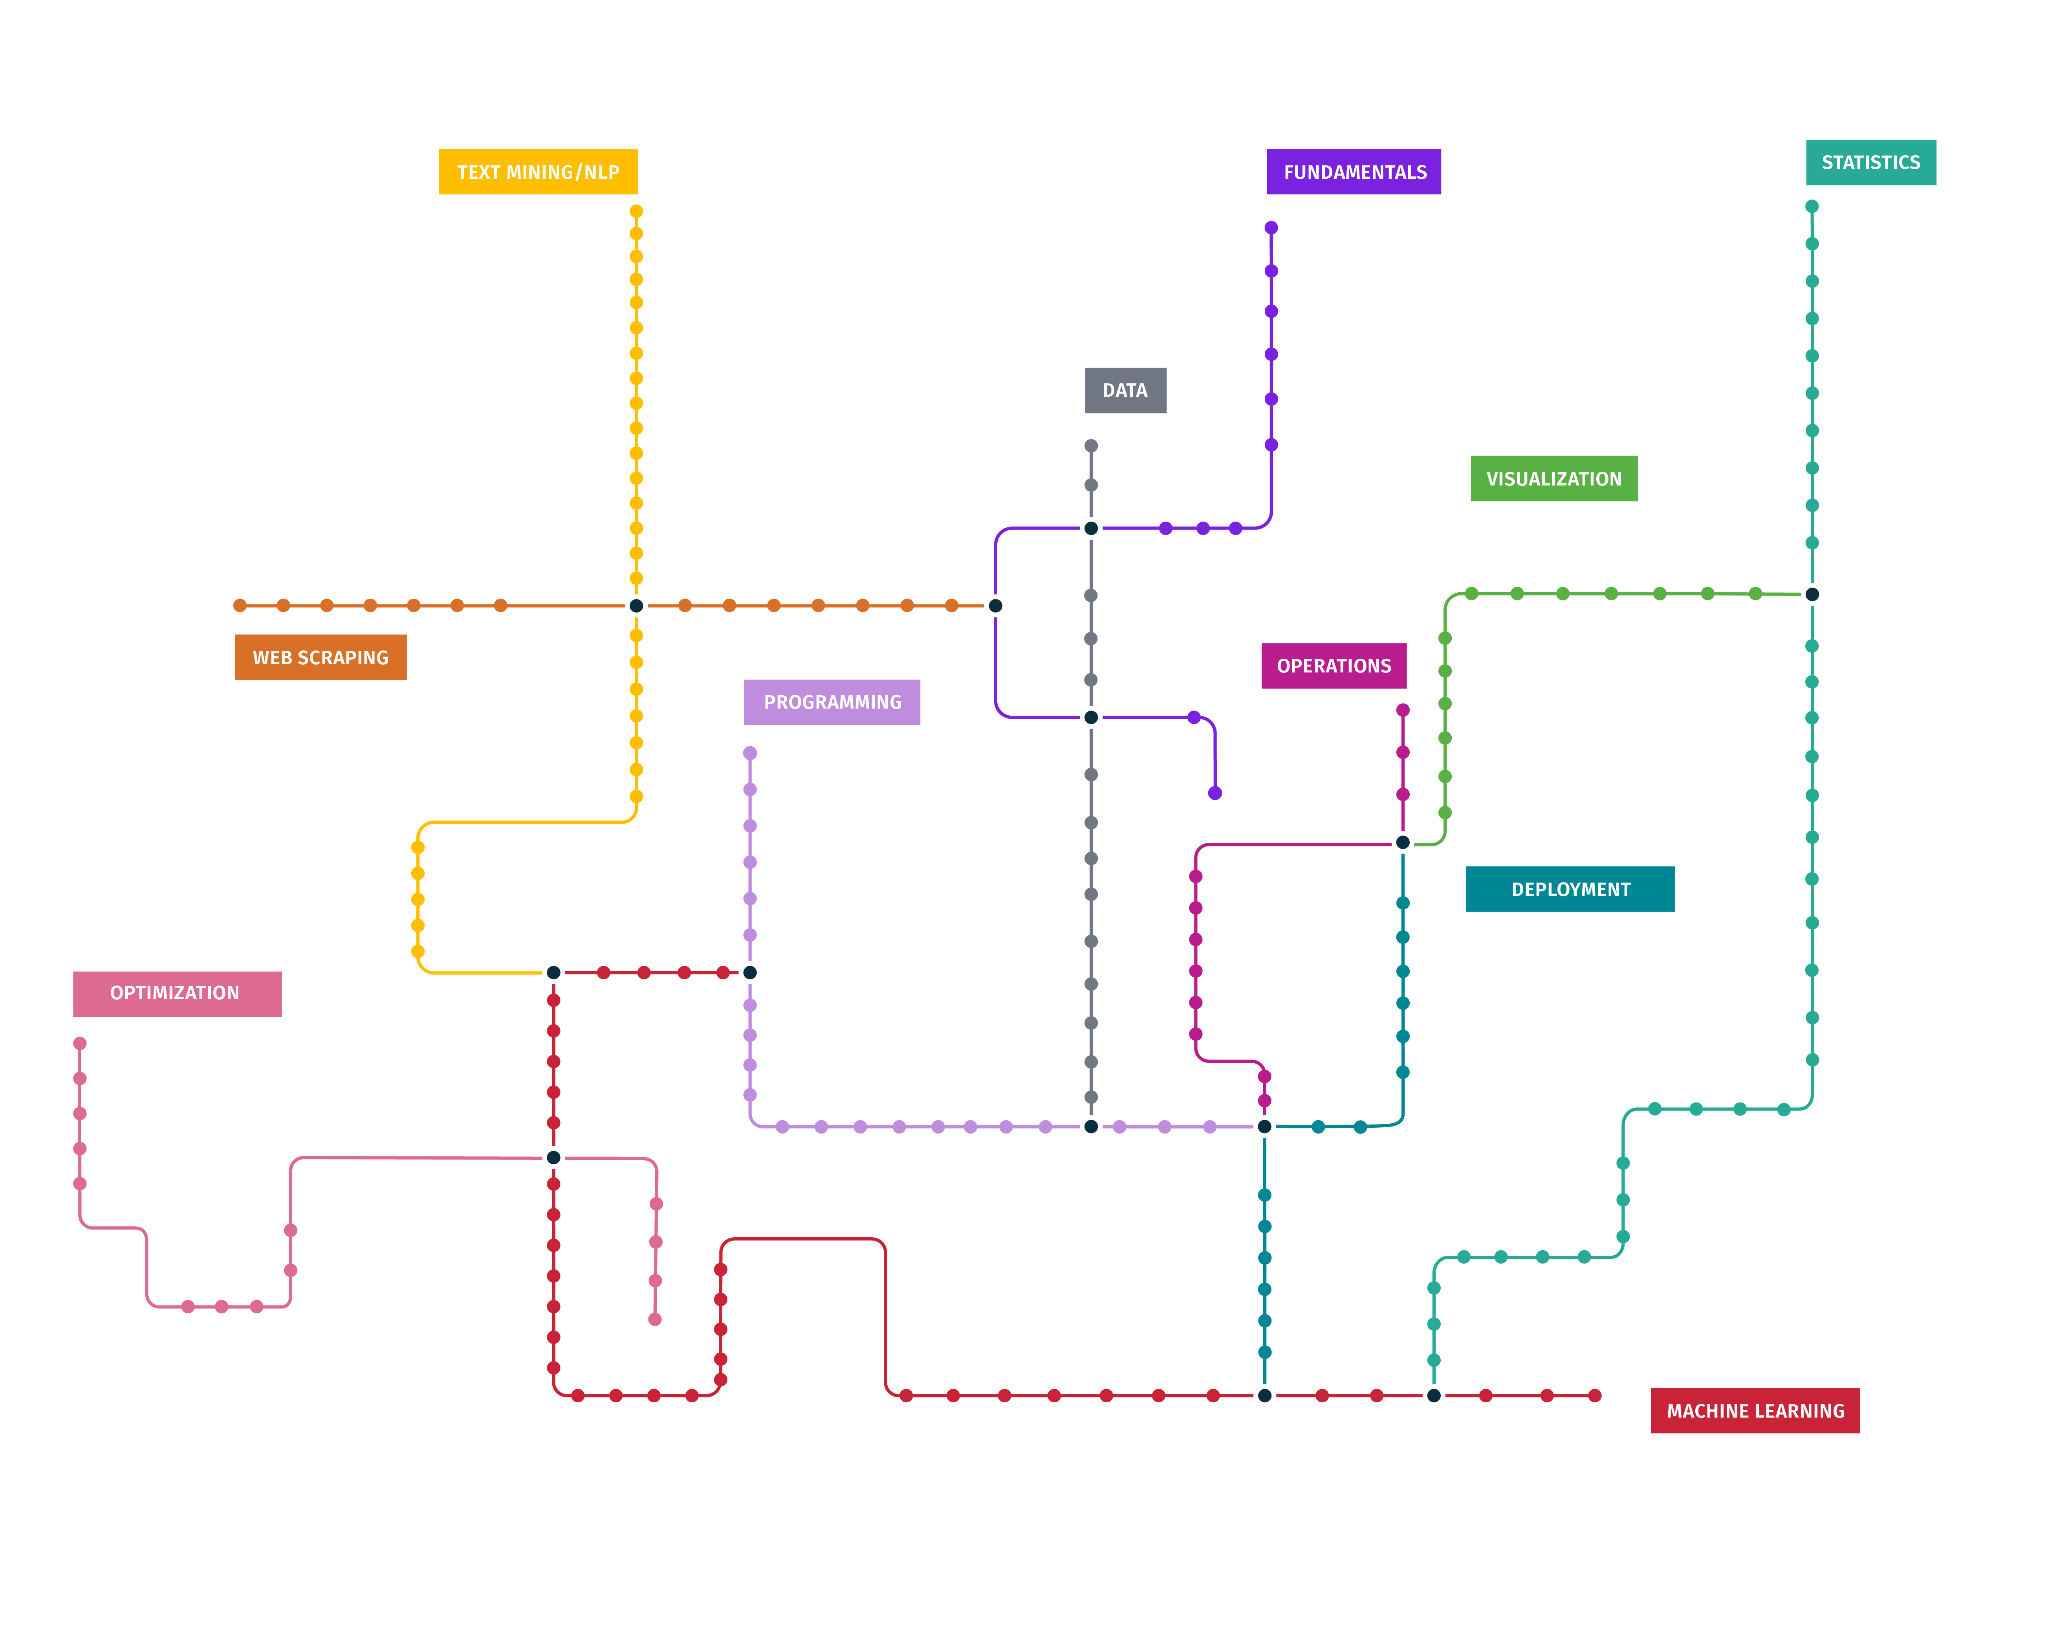 STATISTICS
TEXT MINING/NLP
FUNDAMENTALS
DATA
VISUALIZATION
WEB SCRAPING
OPERATIONS
PROGRAMMING
DEPLOYMENT
OPTIMIZATION
MACHINE LEARNING